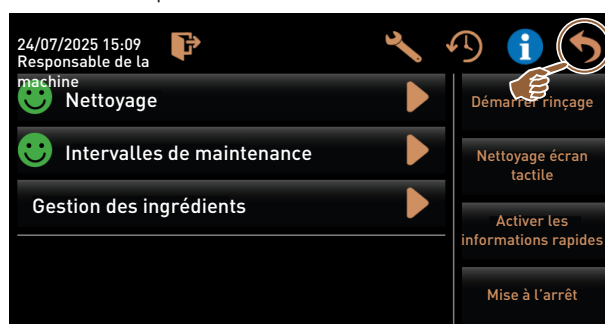 24/07/2025 15:09
Responsable de la
machine
Nettoyage
Intervalles de maintenance
Gestion des ingrédients
Démarrer rinçage
Nettoyage écran
tactile
Activer les
informations rapides
Mise à l'arrêt